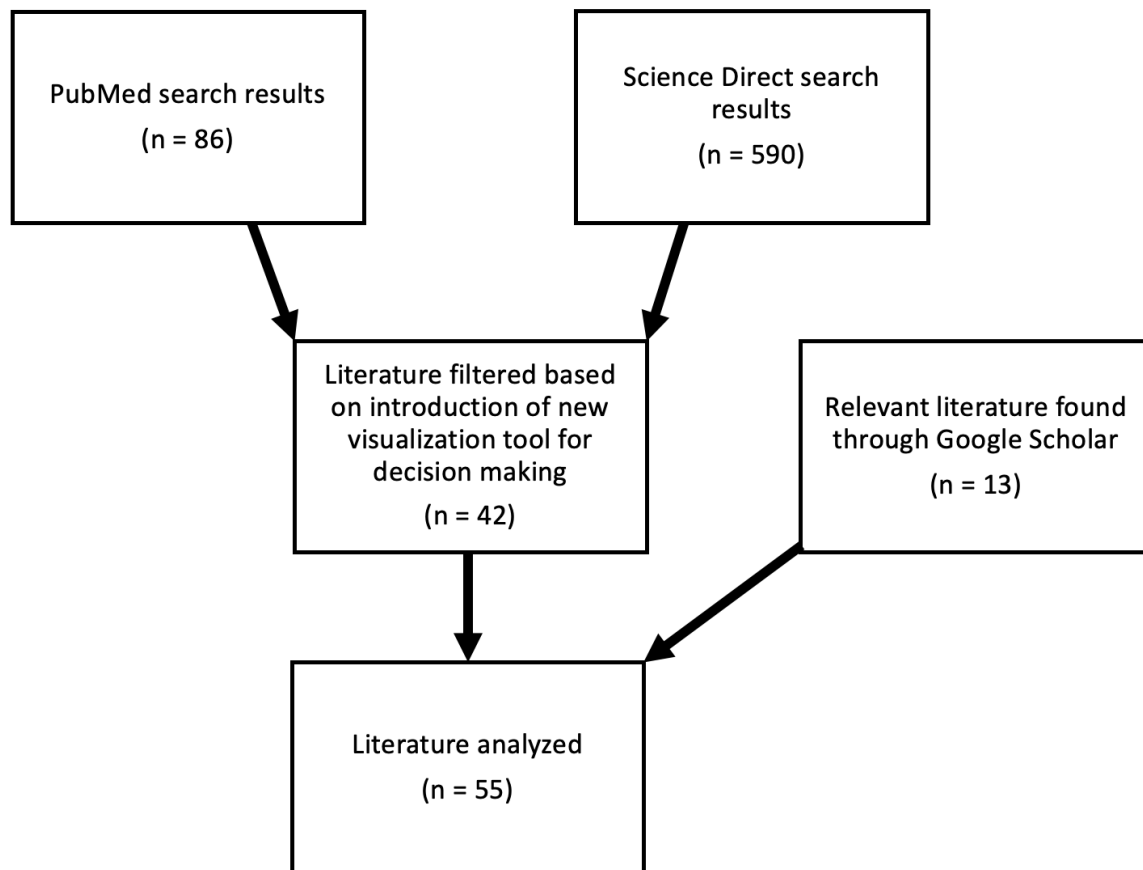 PubMed search results
(n = 86)
Science Direct search
results
(n = 590)
Literature filtered based
on introduction of new
visualization tool for
decision making
(n = 42)
Relevant literature found
through Google Scholar
(n = 13)
Literature analyzed
(n = 55)